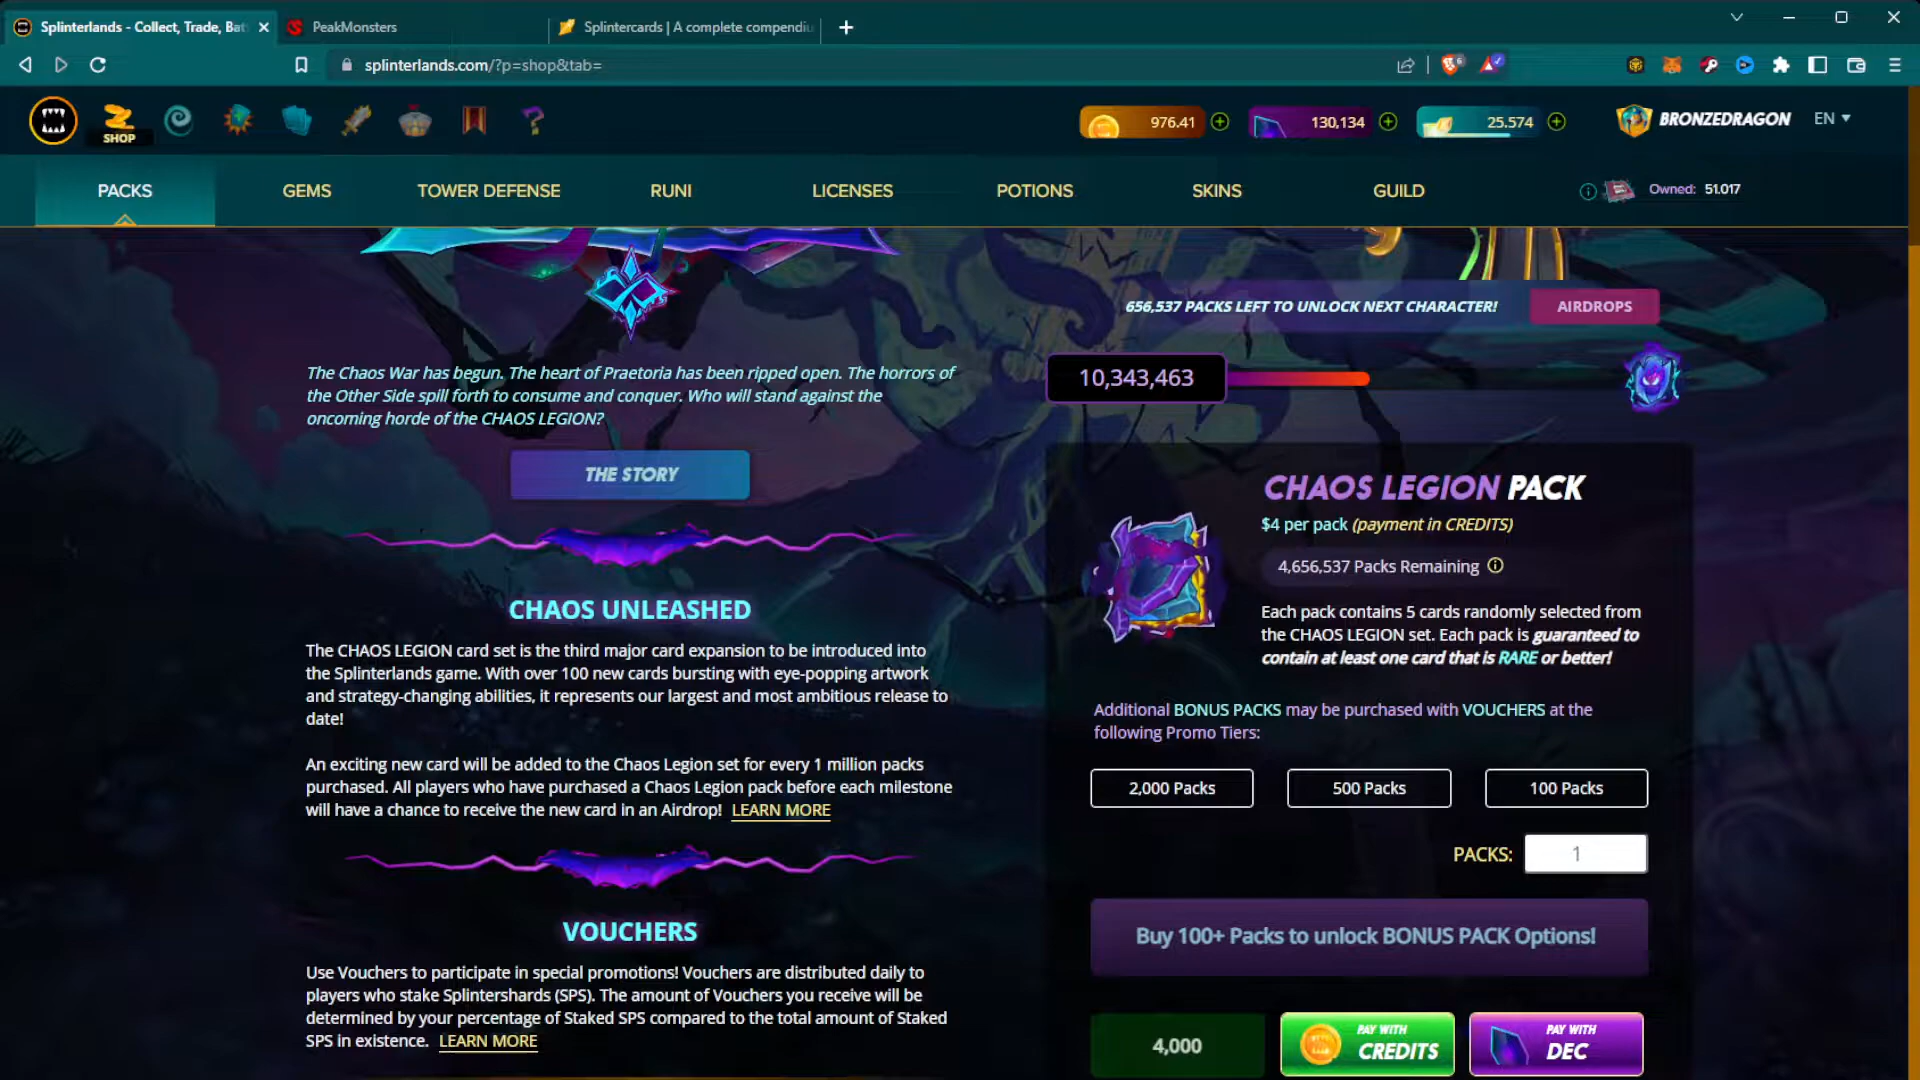 Splinterlands - Collect, Trade, Bat
PeakMonsters
Splintercards | A complete compendiu
splinterlands.com/?p=shop&tab=
SHOP
976.41
130,134
25.574
BRONZEDRAGON
EN
PACKS
GEMS
TOWER DEFENSE
RUNI
LICENSES
POTIONS
SKINS
GUILD
Owned: 51.017
656,537 PACKS LEFT TO UNLOCK NEXT CHARACTER!
AIRDROPS
10,343,463
The Chaos War has begun. The heart of Praetoria has been ripped open. The horrors of
the Other Side spill forth to consume and conquer. Who will stand against the
oncoming horde of the CHAOS LEGION?
THE STORY
CHAOS UNLEASHED
The CHAOS LEGION card set is the third major card expansion to be introduced into
the Splinterlands game. With over 100 new cards bursting with eye-popping artwork
and strategy-changing abilities, it represents our largest and most ambitious release to
date!
An exciting new card will be added to the Chaos Legion set for every 1 million packs
purchased. All players who have purchased a Chaos Legion pack before each milestone
will have a chance to receive the new card in an Airdrop! LEARN MORE
VOUCHERS
Use Vouchers to participate in special promotions! Vouchers are distributed daily to
players who stake Splintershards (SPS). The amount of Vouchers you receive will be
determined by your percentage of Staked SPS compared to the total amount of Staked
SPS in existence. LEARN MORE
CHAOS LEGION PACK
$4 per pack (payment in CREDITS)
4,656,537 Packs Remaining
Each pack contains 5 cards randomly selected from
the CHAOS LEGION set. Each pack is guaranteed to
contain at least one card that is RARE or better!
Additional BONUS PACKS may be purchased with VOUCHERS at the
following Promo Tiers:
2,000 Packs
500 Packs
100 Packs
PACKS: 1
Buy 100+ Packs to unlock BONUS PACK Options!
4,000
PAY WITH
CREDITS
PAY WITH
DEC